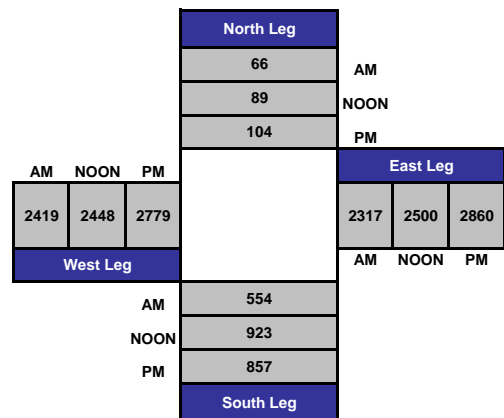 North Leg
66 AM
89 NOON
104 PM
AM NOON PM
East Leg
2419 2448 2779
2317 2500 2860
West Leg
AM NOON PM
AM 554
NOON 923
PM 857
South Leg